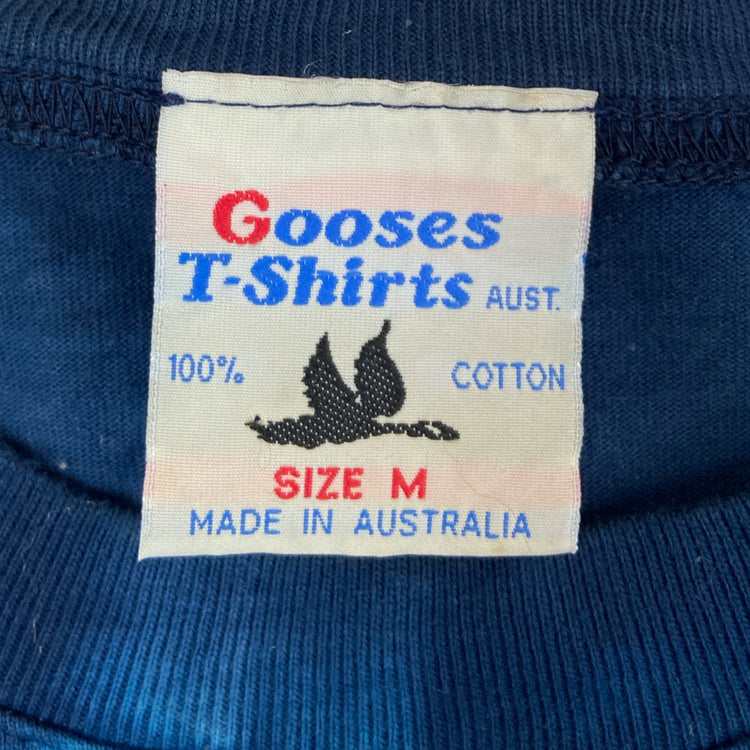 Gooses
T-Shirts AUST.
100% COTTON
SIZE M
MADE IN AUSTRALIA